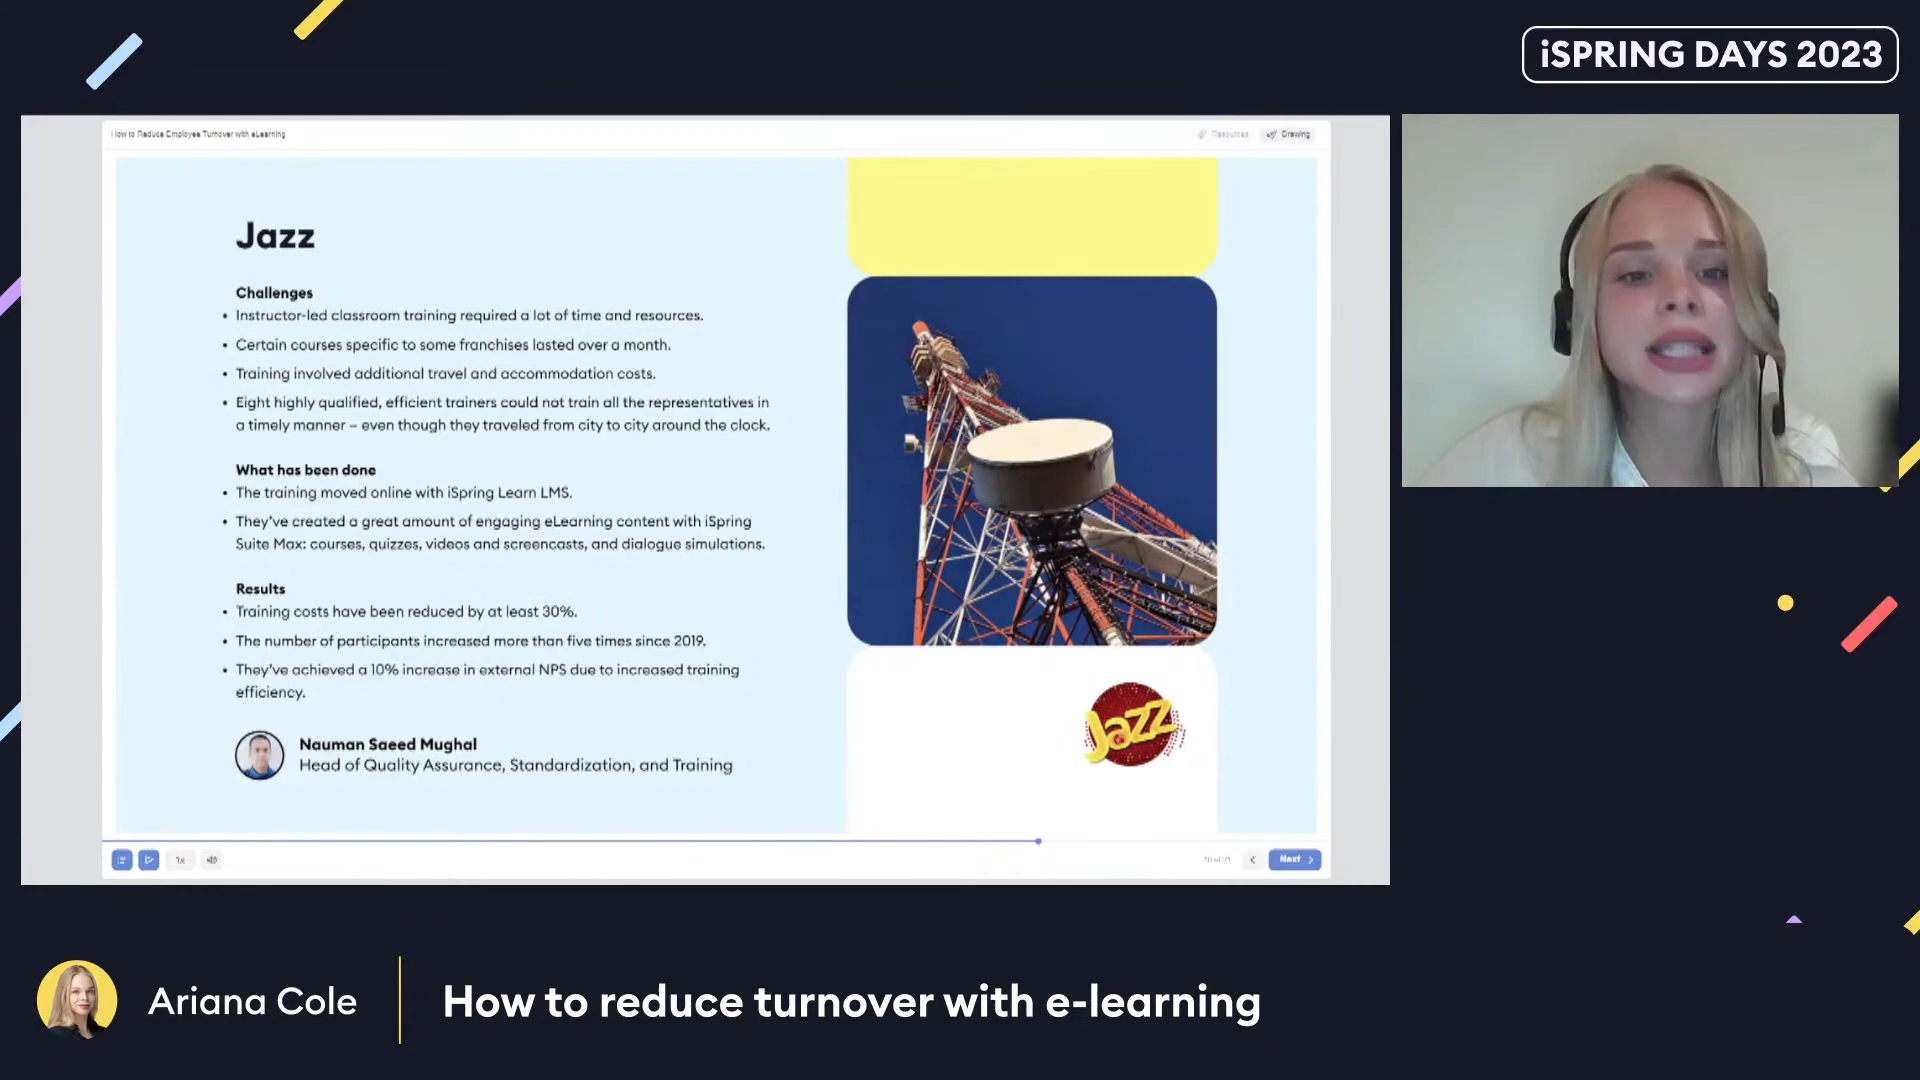 iSPRING DAYS 2023
How to Reduce Employee Turnover with eLearning
Resources
Drawing
Jazz
Challenges
• Instructor-led classroom training required a lot of time and resources.
• Certain courses specific to some franchises lasted over a month.
• Training involved additional travel and accommodation costs.
• Eight highly qualified, efficient trainers could not train all the representatives in
a timely manner – even though they traveled from city to city around the clock.
What has been done
• The training moved online with iSpring Learn LMS.
• They've created a great amount of engaging eLearning content with iSpring
Suite Max: courses, quizzes, videos and screencasts, and dialogue simulations.
Results
• Training costs have been reduced by at least 30%.
• The number of participants increased more than five times since 2019.
• They've achieved a 10% increase in external NPS due to increased training
efficiency.
Nauman Saeed Mughal
Head of Quality Assurance, Standardization, and Training
Jazz
1x
Next
Ariana Cole
How to reduce turnover with e-learning